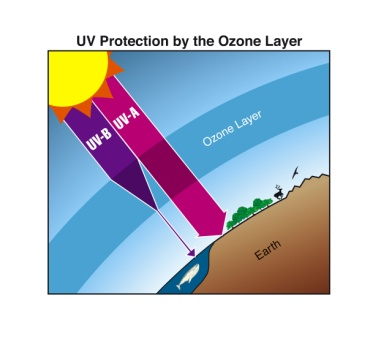 UV Protection by the Ozone Layer
UV-B
UV-A
Ozone Layer
Earth